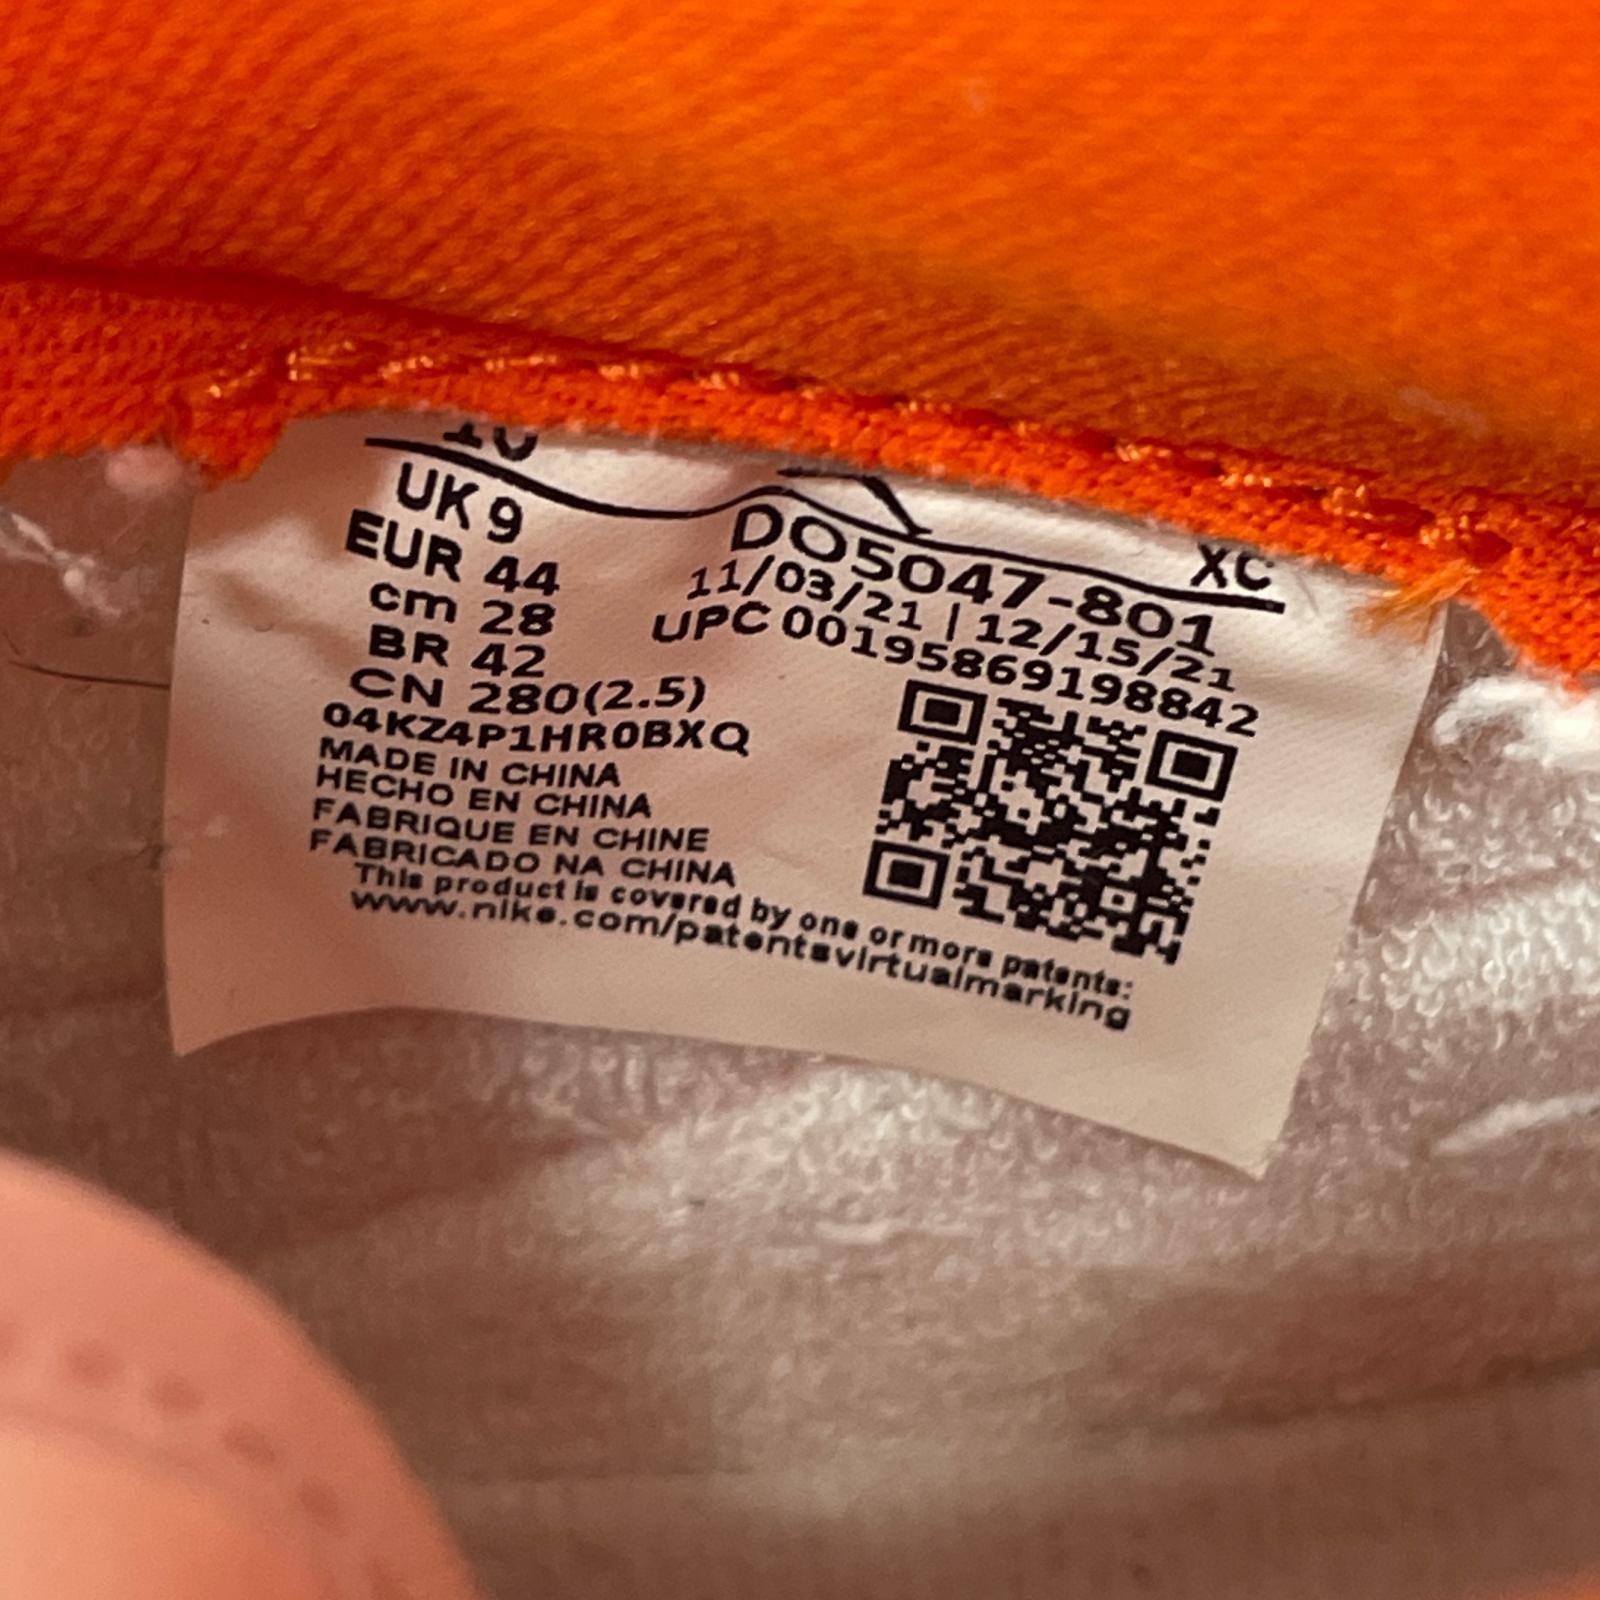 10
UK 9
EUR 44
cm 28
BR 42
CN 280(2.5)
04KZ4P1HR0BXQ
MADE IN CHINA
HECHO EN CHINA
FABRIQUE EN CHINE
FABRICADO NA CHINA
This product is covered by one or more patents:
www.nike.com/patentsvirtualmarking
XC
DO5047-801
11/03/21 | 12/15/21
UPC 00195869198842